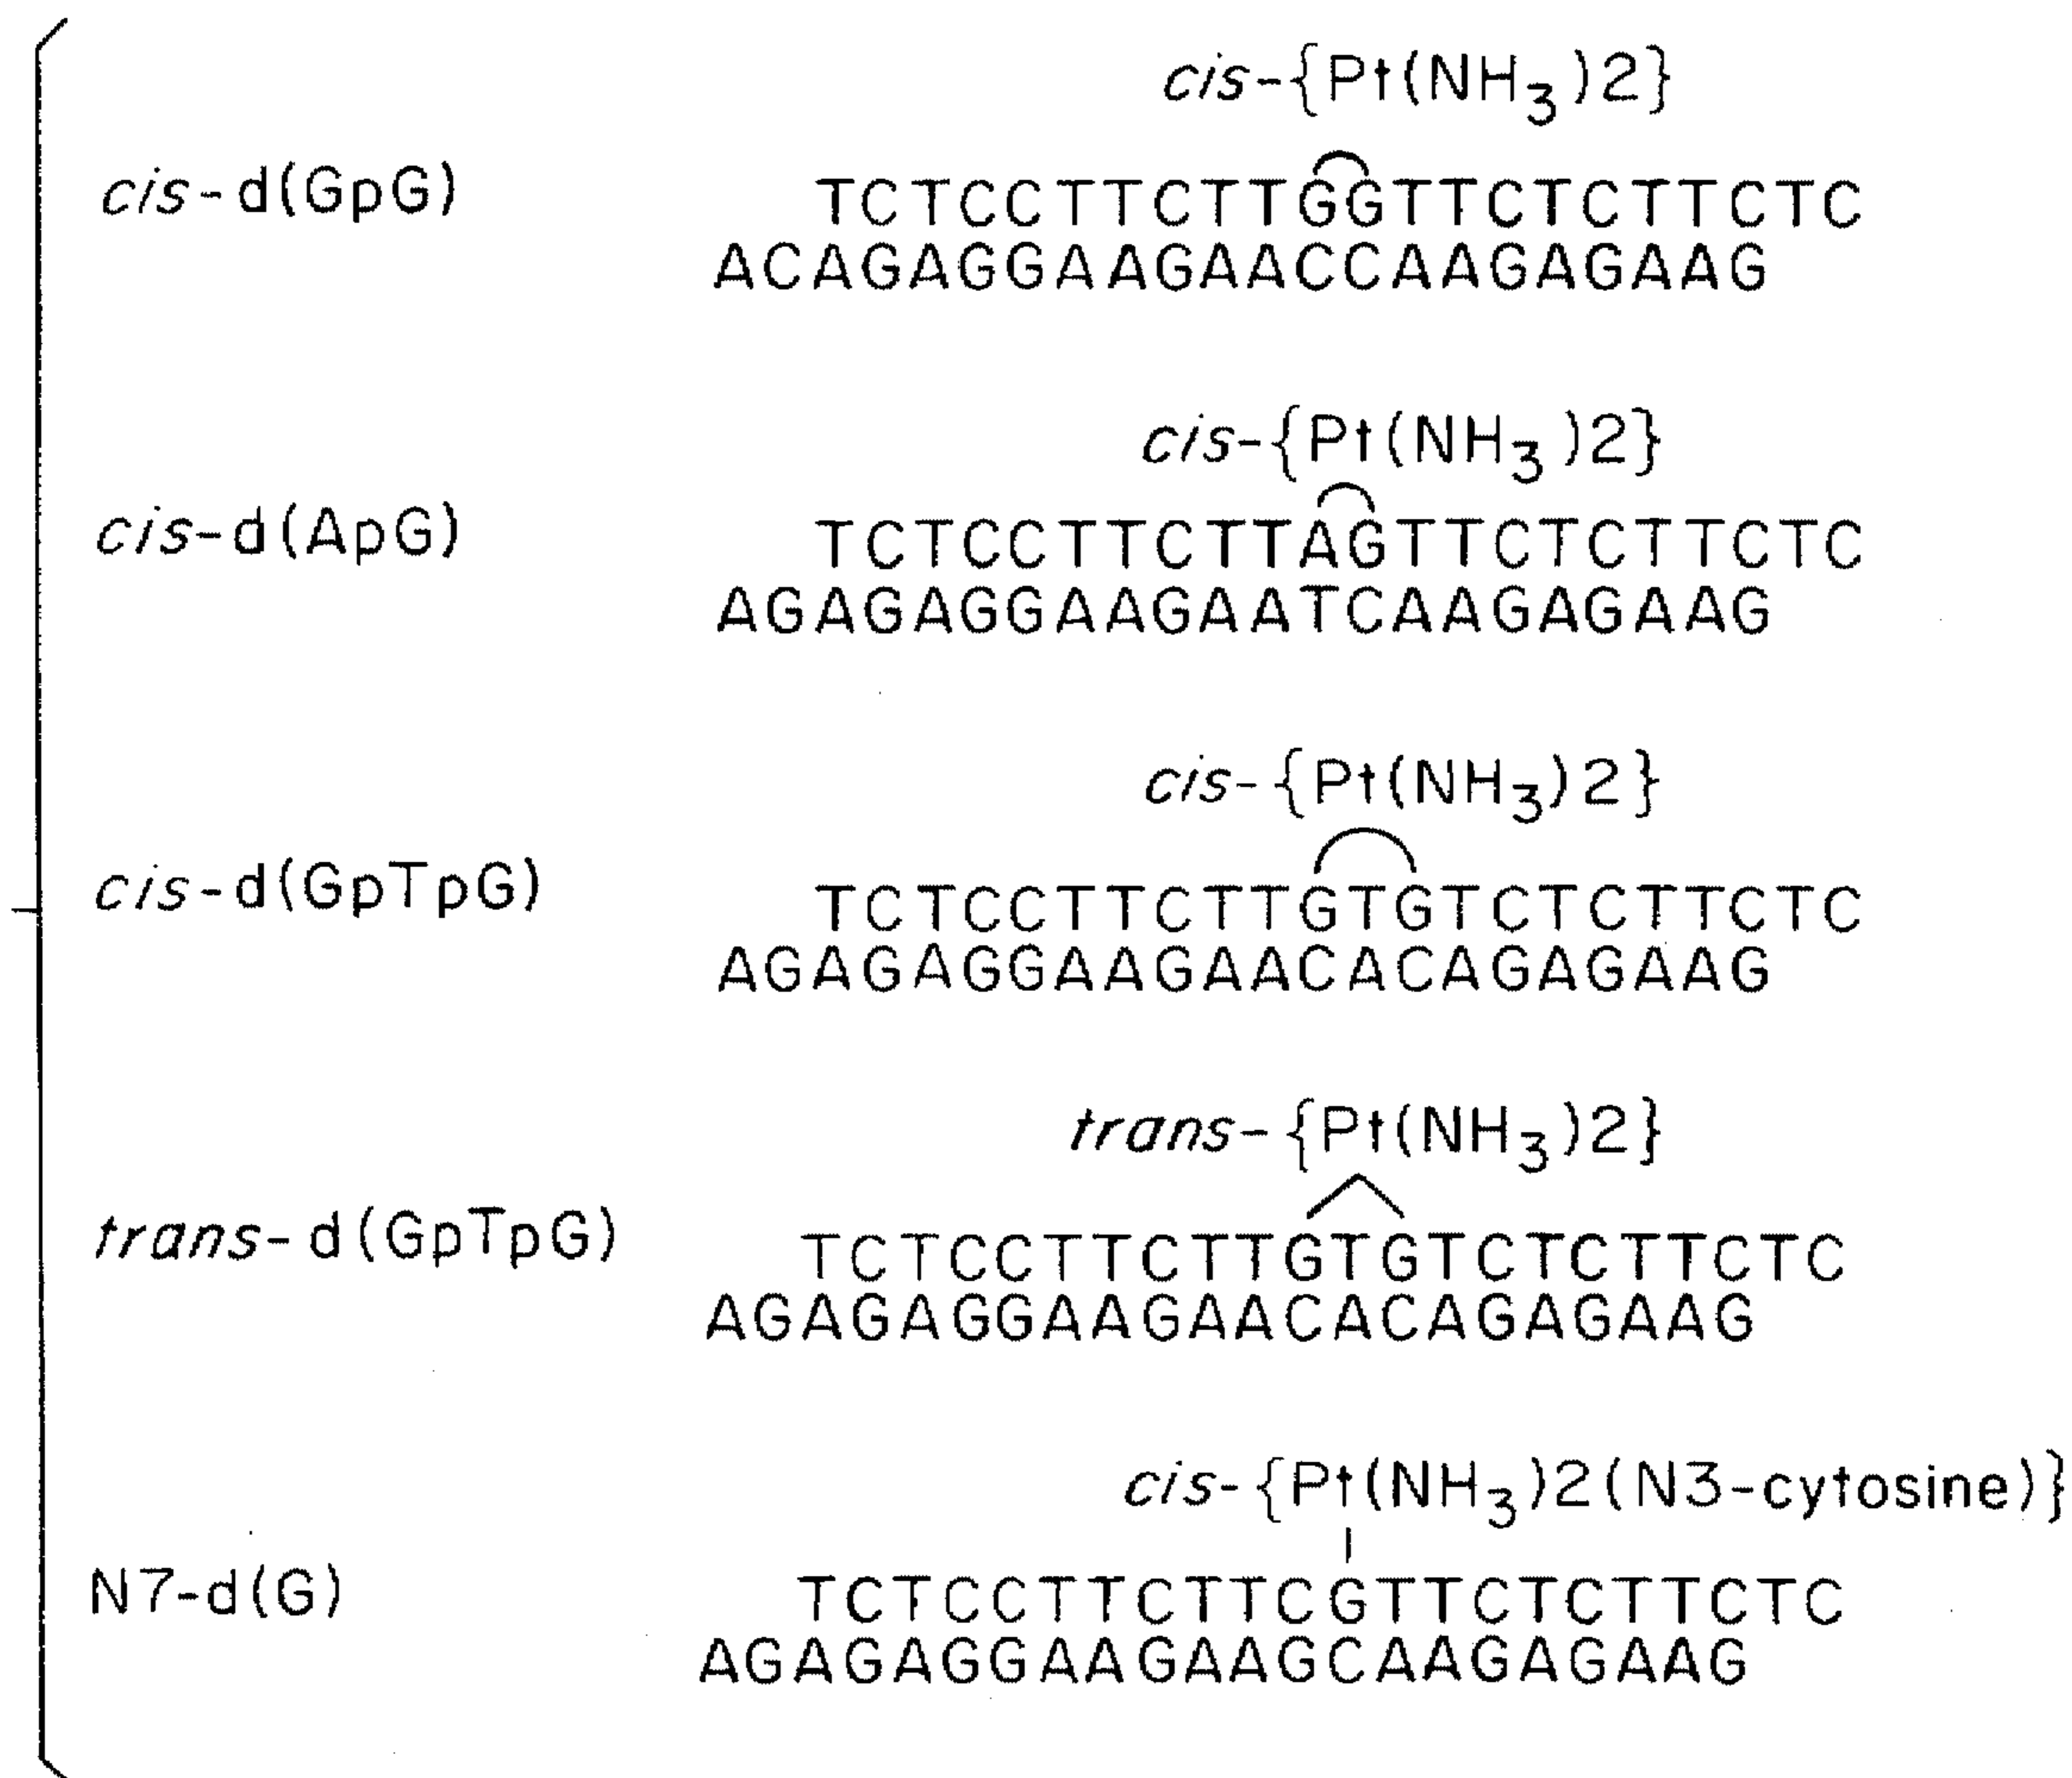 cis-{Pt(NH3)2}
cis-d(GpG)
TCTCCTTCTTGGTTCTCTTCTC
ACAGAGGAAGAACCAAGAGAAG
cis-{Pt(NH3)2}
cis-d(ApG)
TCTCCTTCTTAGTTCTCTTCTC
AGAGAGGAAGAATCAAGAGAAG
cis-{Pt(NH3)2}
cis-d(GpTpG)
TCTCCTTCTTGTGTCTCTTCTC
AGAGAGGAAGAACACAGAGAAG
trans-{Pt(NH3)2}
trans-d(GpTpG)
TCTCCTTCTTGTGTCTCTTCTC
AGAGAGGAAGAACACAGAGAAG
cis-{Pt(NH3)2(N3-cytosine)}
N7-d(G)
TCTCCTTCTTCGTTCTCTTCTC
AGAGAGGAAGAAGCAAGAGAAG